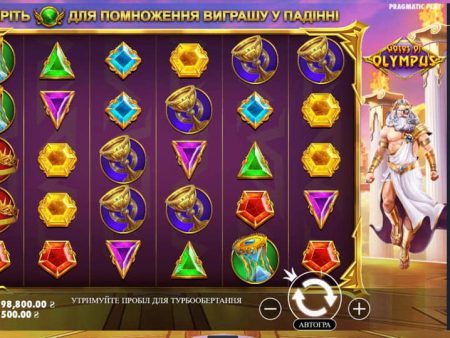 РІТЬ ДЛЯ ПОМНОЖЕННЯ ВИГРАШУ У ПАДІННІ
PRAGMATIC PLAY
GATES OF
OLYMPUS
98,800.00 ₴
500.00 ₴
УТРИМУЙТЕ ПРОБІЛ ДЛЯ ТУРБООБЕРТАННЯ
АВТОГРА